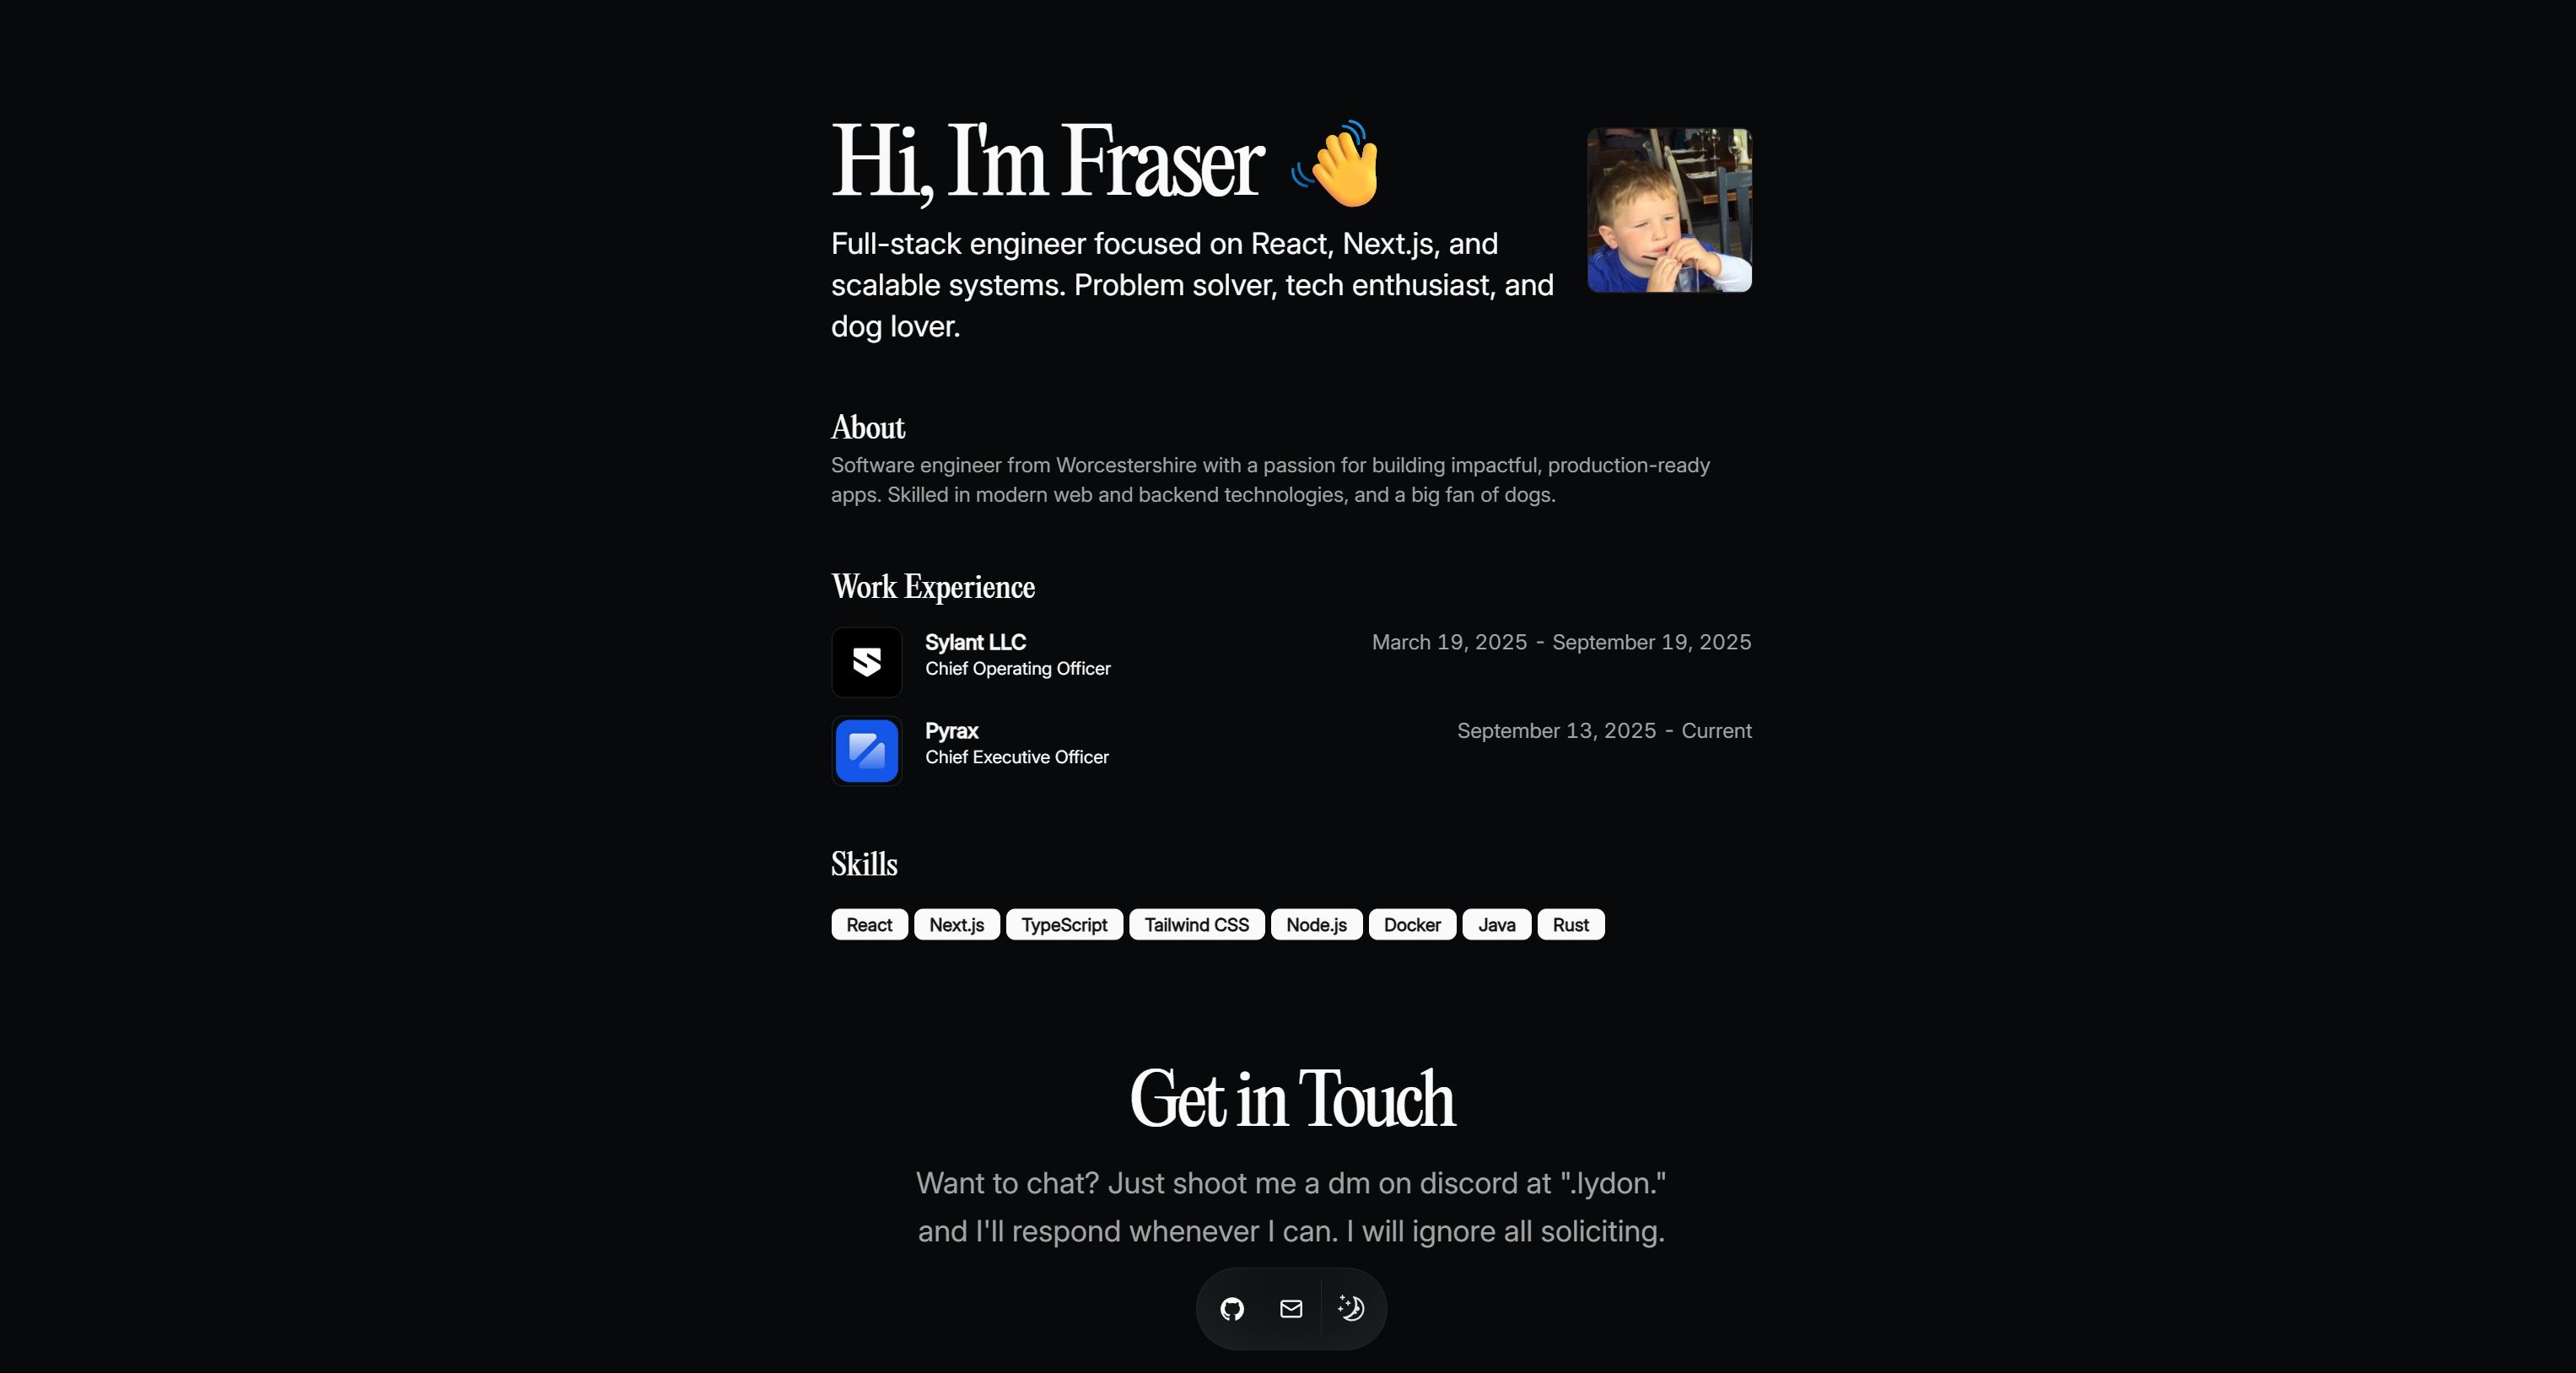 Hi, I'm Fraser 👋
Full-stack engineer focused on React, Next.js, and
scalable systems. Problem solver, tech enthusiast, and
dog lover.
About
Software engineer from Worcestershire with a passion for building impactful, production-ready
apps. Skilled in modern web and backend technologies, and a big fan of dogs.
Work Experience
Sylant LLC
March 19, 2025 - September 19, 2025
Chief Operating Officer
Pyrax
September 13, 2025 - Current
Chief Executive Officer
Skills
React Next.js TypeScript Tailwind CSS Node.js Docker Java Rust
Get in Touch
Want to chat? Just shoot me a dm on discord at ".lydon."
and I'll respond whenever I can. I will ignore all soliciting.